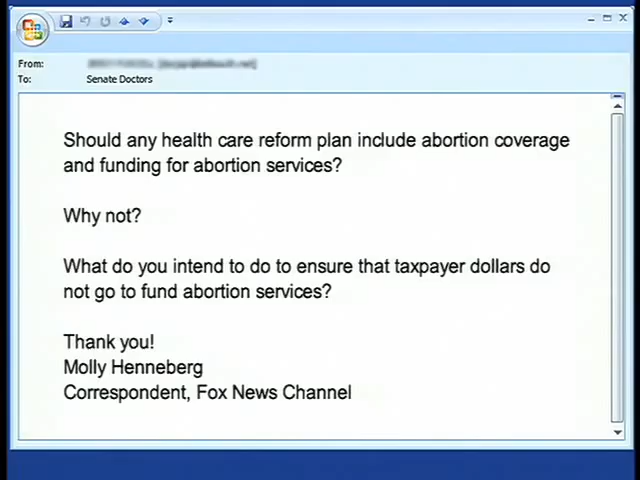 From:
To: Senate Doctors
Should any health care reform plan include abortion coverage
and funding for abortion services?
Why not?
What do you intend to do to ensure that taxpayer dollars do
not go to fund abortion services?
Thank you!
Molly Henneberg
Correspondent, Fox News Channel